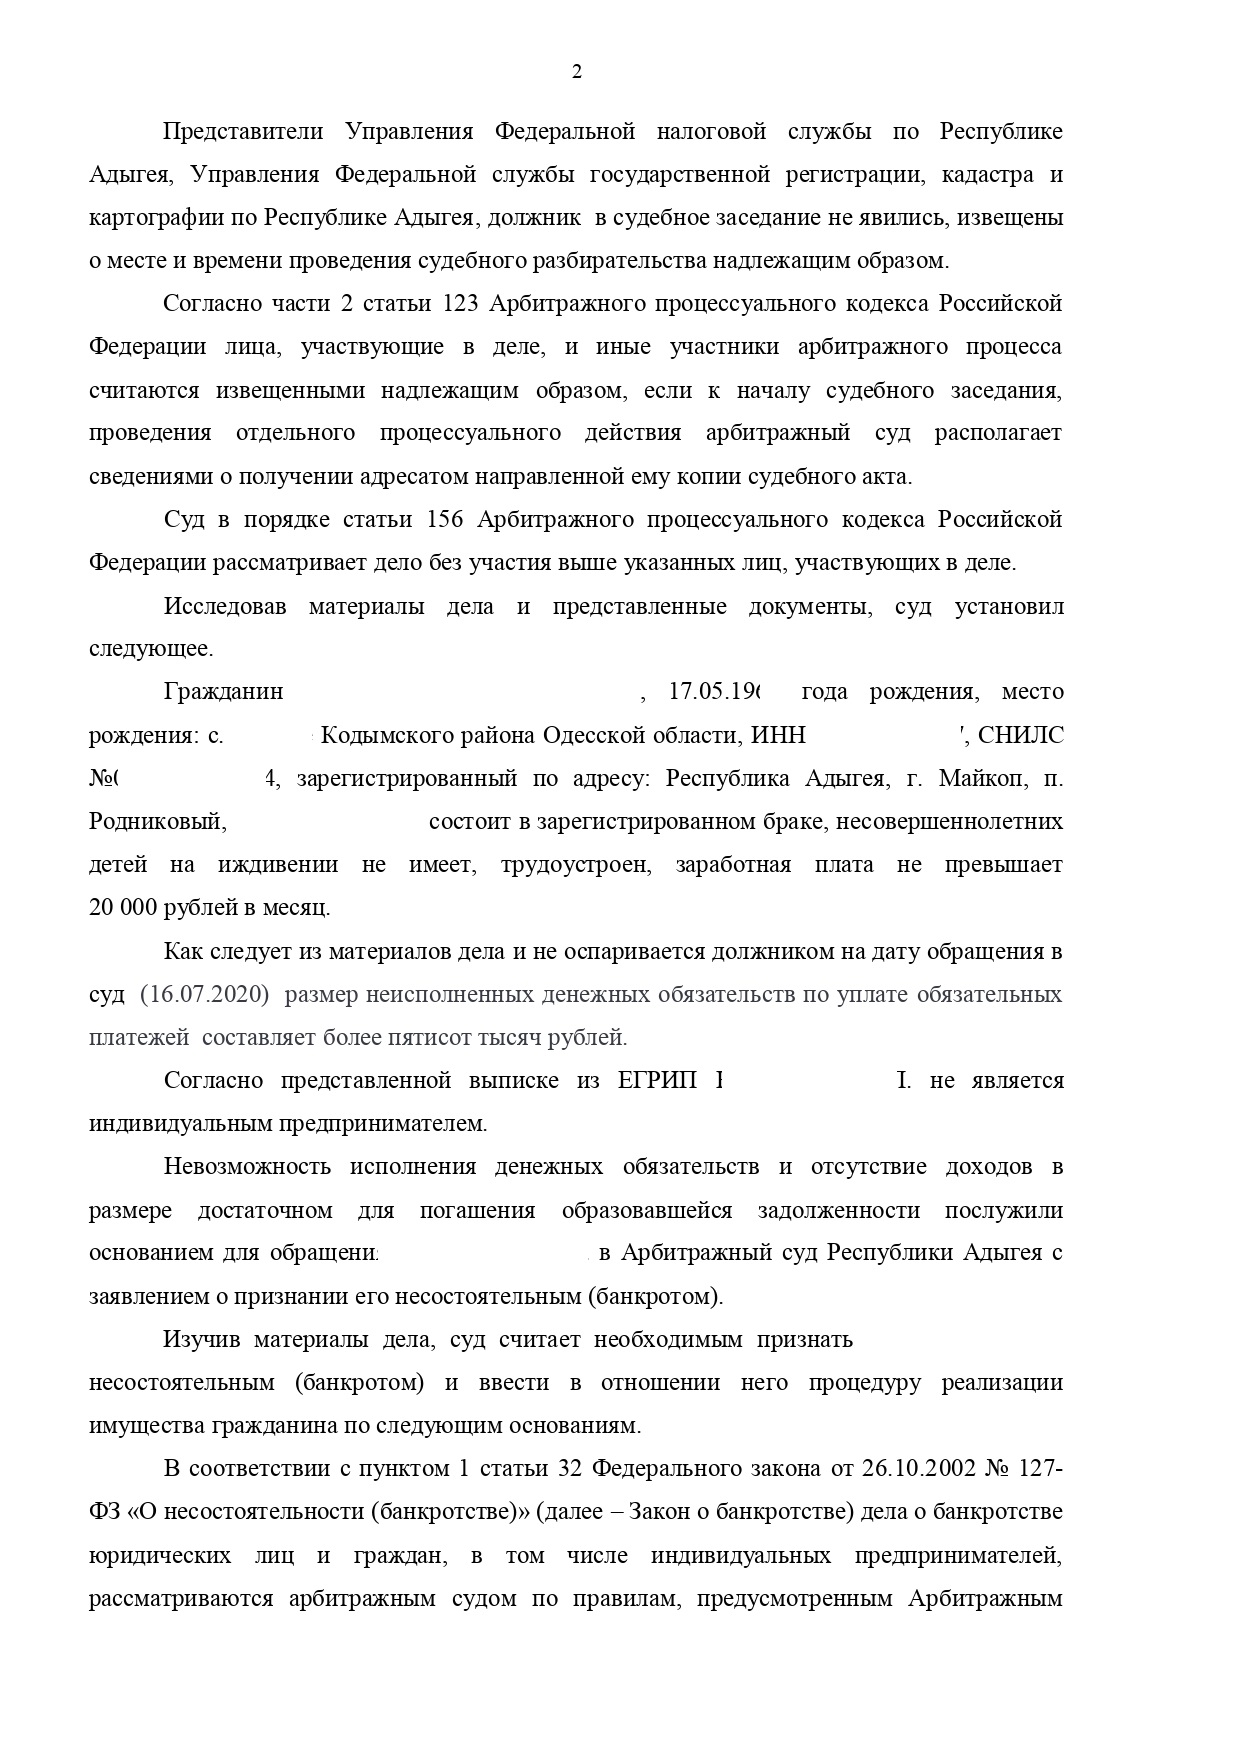 2
Представители Управления Федеральной налоговой службы по Республике
Адыгея, Управления Федеральной службы государственной регистрации, кадастра и
картографии по Республике Адыгея, должник в судебное заседание не явились, извещены
о месте и времени проведения судебного разбирательства надлежащим образом.
Согласно части 2 статьи 123 Арбитражного процессуального кодекса Российской
Федерации лица, участвующие в деле, и иные участники арбитражного процесса
считаются извещенными надлежащим образом, если к началу судебного заседания,
проведения отдельного процессуального действия арбитражный суд располагает
сведениями о получении адресатом направленной ему копии судебного акта.
Суд в порядке статьи 156 Арбитражного процессуального кодекса Российской
Федерации рассматривает дело без участия выше указанных лиц, участвующих в деле.
Исследовав материалы дела и представленные документы, суд установил
следующее.
Гражданин , 17.05.196 года рождения, место
рождения: с. Кодымского района Одесской области, ИНН , СНИЛС
№ 4, зарегистрированный по адресу: Республика Адыгея, г. Майкоп, п.
Родниковый, состоит в зарегистрированном браке, несовершеннолетних
детей на иждивении не имеет, трудоустроен, заработная плата не превышает
20 000 рублей в месяц.
Как следует из материалов дела и не оспаривается должником на дату обращения в
суд (16.07.2020) размер неисполненных денежных обязательств по уплате обязательных
платежей составляет более пятисот тысяч рублей.
Согласно представленной выписке из ЕГРИП не является
индивидуальным предпринимателем.
Невозможность исполнения денежных обязательств и отсутствие доходов в
размере достаточном для погашения образовавшейся задолженности послужили
основанием для обращени в Арбитражный суд Республики Адыгея с
заявлением о признании его несостоятельным (банкротом).
Изучив материалы дела, суд считает необходимым признать
несостоятельным (банкротом) и ввести в отношении него процедуру реализации
имущества гражданина по следующим основаниям.
В соответствии с пунктом 1 статьи 32 Федерального закона от 26.10.2002 № 127-
ФЗ «О несостоятельности (банкротстве)» (далее – Закон о банкротстве) дела о банкротстве
юридических лиц и граждан, в том числе индивидуальных предпринимателей,
рассматриваются арбитражным судом по правилам, предусмотренным Арбитражным